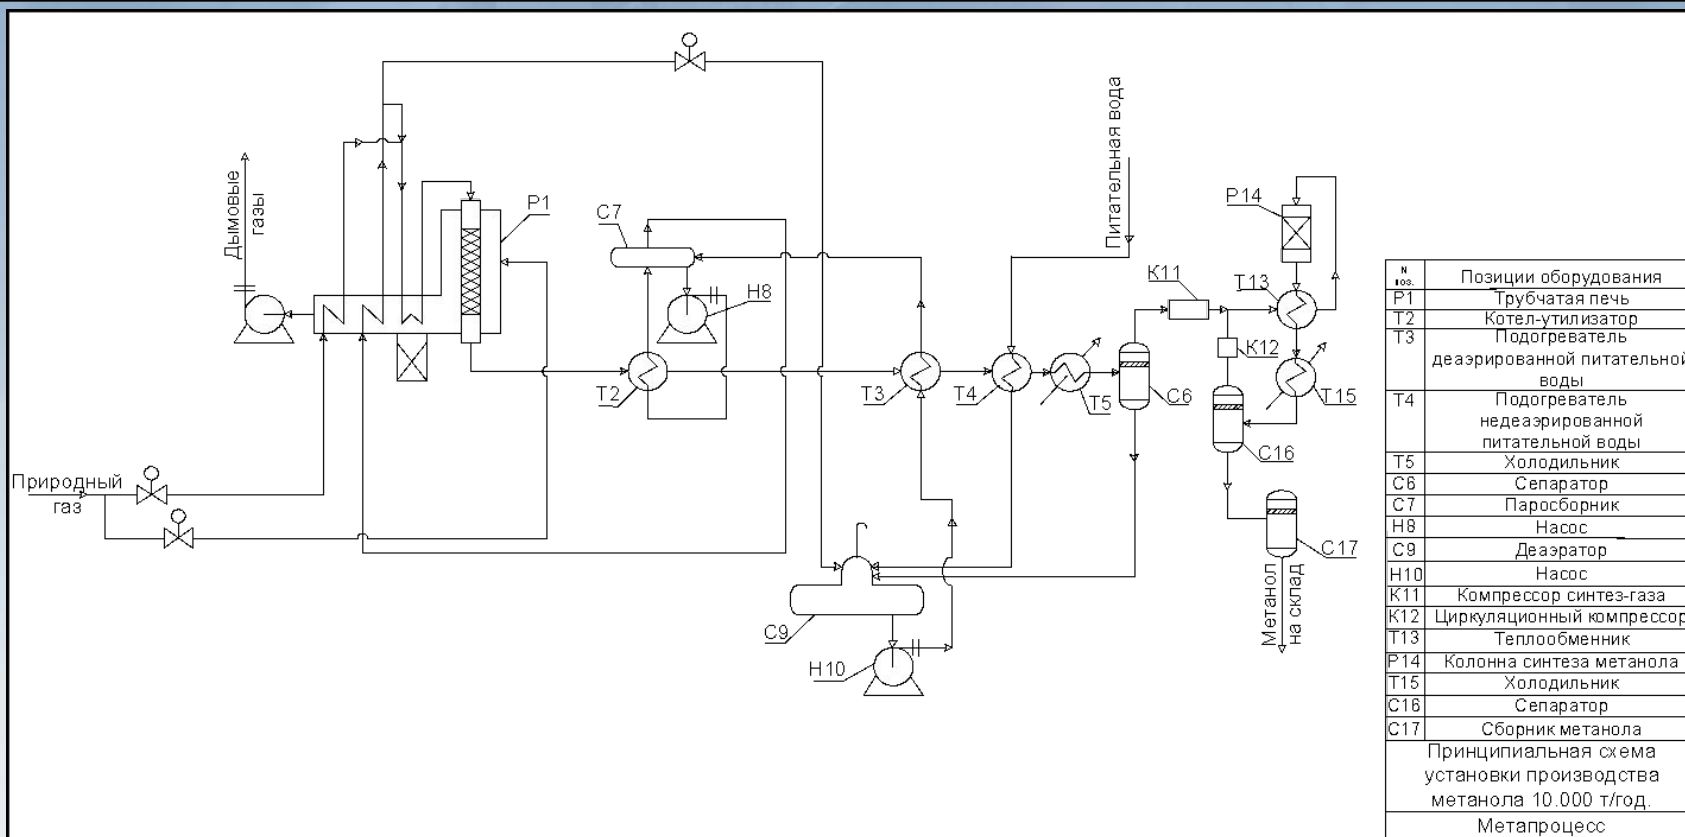 Питательная вода
Дымовые
газы
Р1
С7
Н8
Р14
К11
Т13
К12
Т2
Т3
Т4
Т5
С6
Т15
С16
Природный
газ
С17
С9
Н10
Метанол
на склад
N поз. Позиции оборудования
Р1 Трубчатая печь
Т2 Котел-утилизатор
Т3 Подогреватель
деаэрированной питательной
воды
Т4 Подогреватель
недеаэрированной
питательной воды
Т5 Холодильник
С6 Сепаратор
С7 Паросборник
Н8 Насос
С9 Деаэратор
Н10 Насос
К11 Компрессор синтез-газа
К12 Циркуляционный компрессор
Т13 Теплообменник
Р14 Колонна синтеза метанола
Т15 Холодильник
С16 Сепаратор
С17 Сборник метанола
Принципиальная схема
установки производства
метанола 10.000 т/год.
Метапроцесс